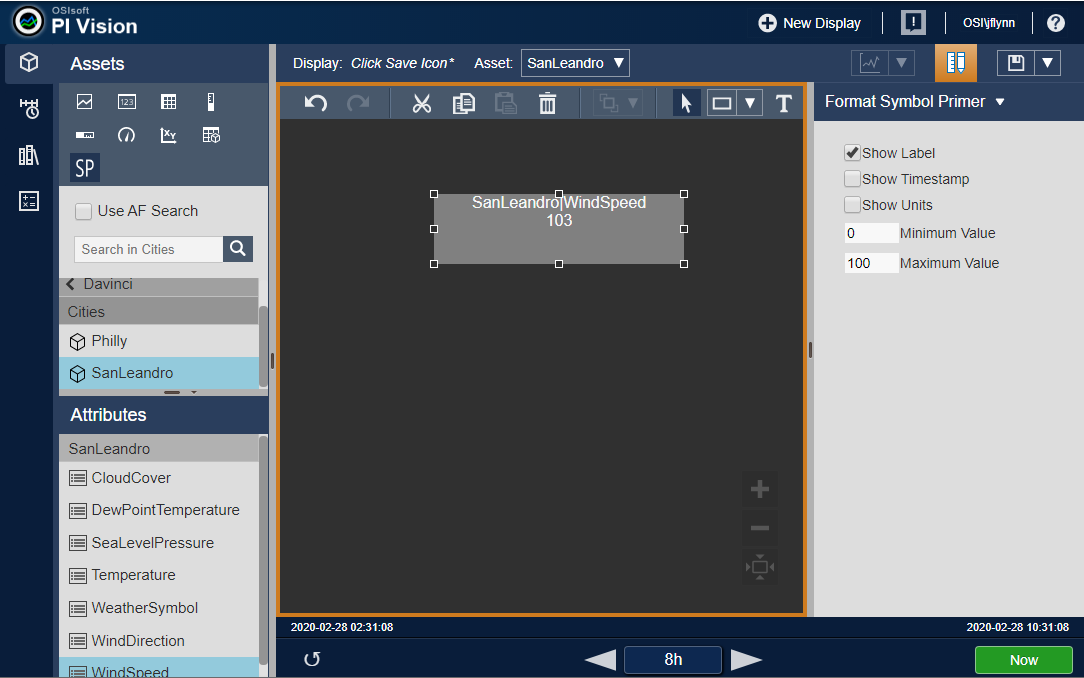 OSIsoft
PI Vision
New Display
OSI\jflynn
?
Assets
Display: Click Save Icon* Asset: SanLeandro
Format Symbol Primer
123
XY
SP
T
Use AF Search
Search in Cities
Davinci
Cities
Philly
SanLeandro
Attributes
SanLeandro
CloudCover
DewPointTemperature
SeaLevelPressure
Temperature
WeatherSymbol
WindDirection
WindSpeed
SanLeandro|WindSpeed
103
Show Label
Show Timestamp
Show Units
0 Minimum Value
100 Maximum Value
2020-02-28 02:31:08
2020-02-28 10:31:08
8h
Now